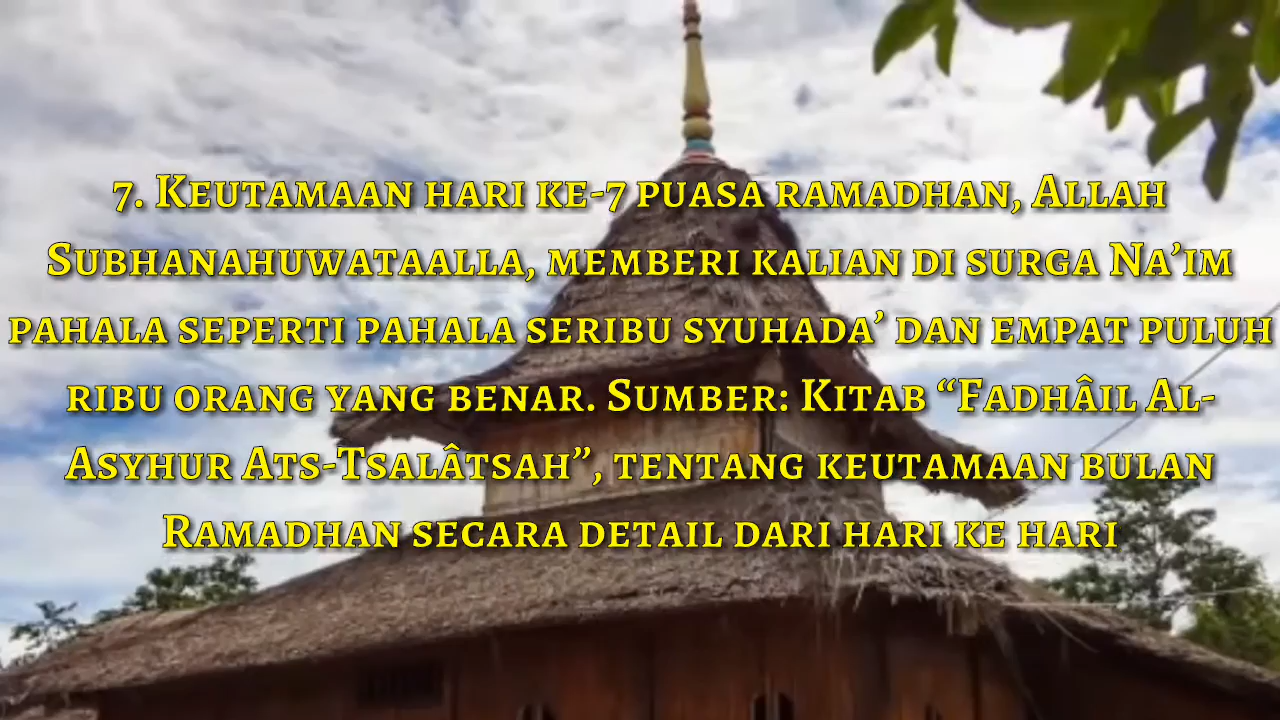 7. Keutamaan hari ke-7 puasa ramadhan, Allah
Subhanahuwataalla, memberi kalian di surga Na’im
pahala seperti pahala seribu syuhada’ dan empat puluh
ribu orang yang benar. Sumber: Kitab “Fadhâil Al-
Asyhur Ats-Tsalâtsah”, tentang keutamaan bulan
Ramadhan secara detail dari hari ke hari